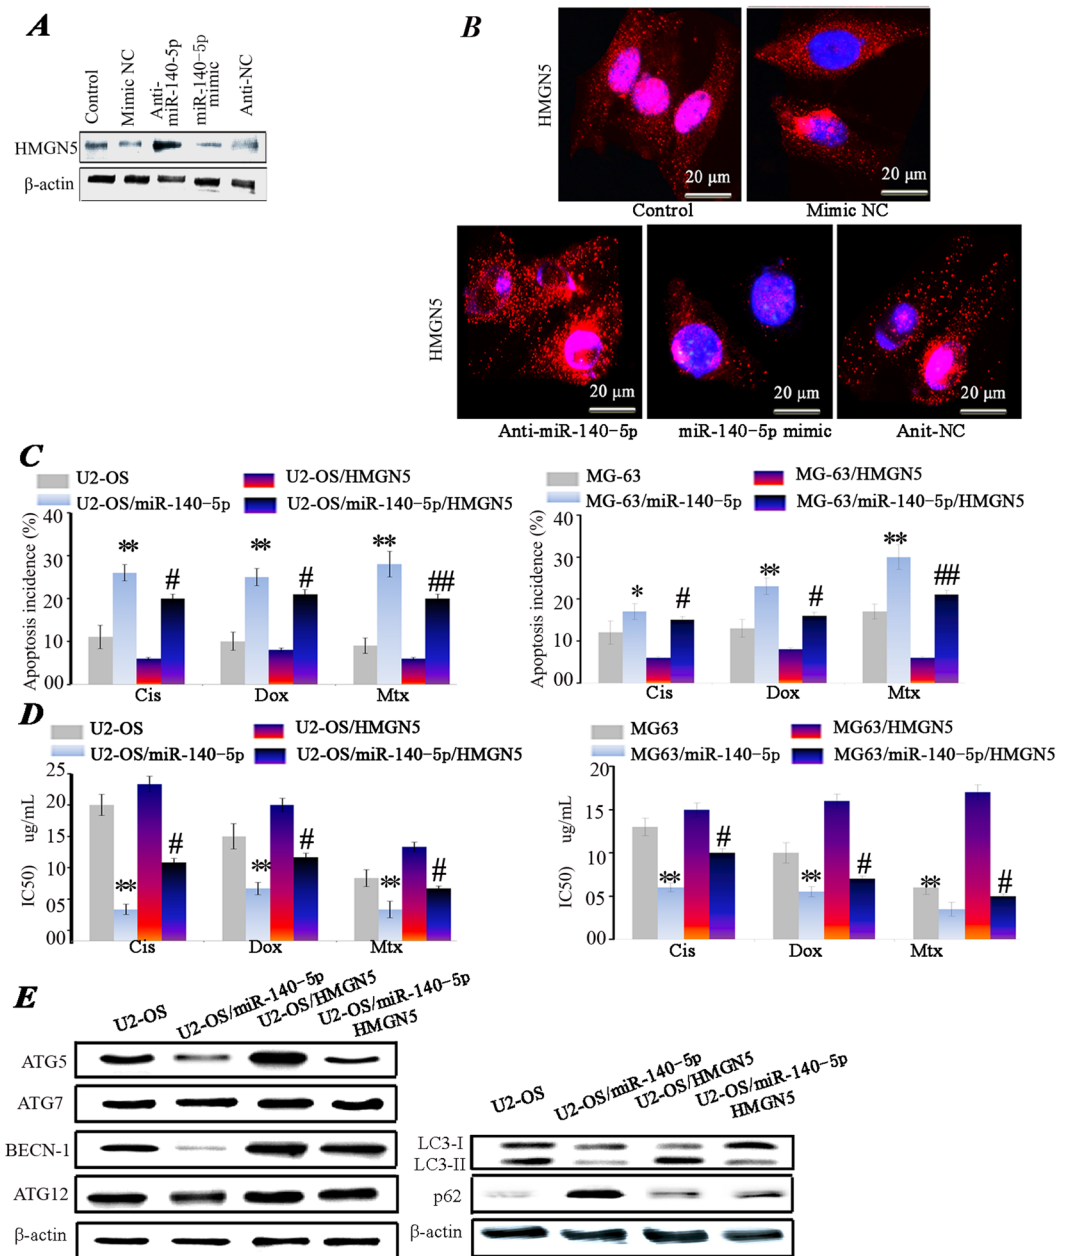 A
Control
Mimic NC
Anti-
miR-140-5p
miR-140-5p
mimic
Anti-NC
HMGN5
β-actin
B
HMGN5
20 μm
20 μm
Control
Mimic NC
HMGN5
20 μm
20 μm
20 μm
Anti-miR-140-5p
miR-140-5p mimic
Anit-NC
C
U2-OS
U2-OS/HMGN5
U2-OS/miR-140-5p
U2-OS/miR-140-5p/HMGN5
Apoptosis incidence (%)
40
30
20
10
00
**
#
**
#
**
##
Cis
Dox
Mtx
MG-63
MG-63/HMGN5
MG-63/miR-140-5p
MG-63/miR-140-5p/HMGN5
Apoptosis incidence (%)
40
30
20
10
00
*
#
**
#
**
##
Cis
Dox
Mtx
D
U2-OS
U2-OS/HMGN5
U2-OS/miR-140-5p
U2-OS/miR-140-5p/HMGN5
IC50) ug/mL
25
20
15
10
05
00
**
#
**
#
**
#
Cis
Dox
Mtx
MG63
MG63/HMGN5
MG63/miR-140-5p
MG63/miR-140-5p/HMGN5
IC50) ug/mL
20
15
10
05
00
**
#
**
#
**
#
Cis
Dox
Mtx
E
U2-OS
U2-OS/miR-140-5p
U2-OS/HMGN5
U2-OS/miR-140-5p
HMGN5
ATG5
ATG7
BECN-1
ATG12
β-actin
U2-OS
U2-OS/miR-140-5p
U2-OS/HMGN5
U2-OS/miR-140-5p
HMGN5
LC3-I
LC3-II
p62
β-actin